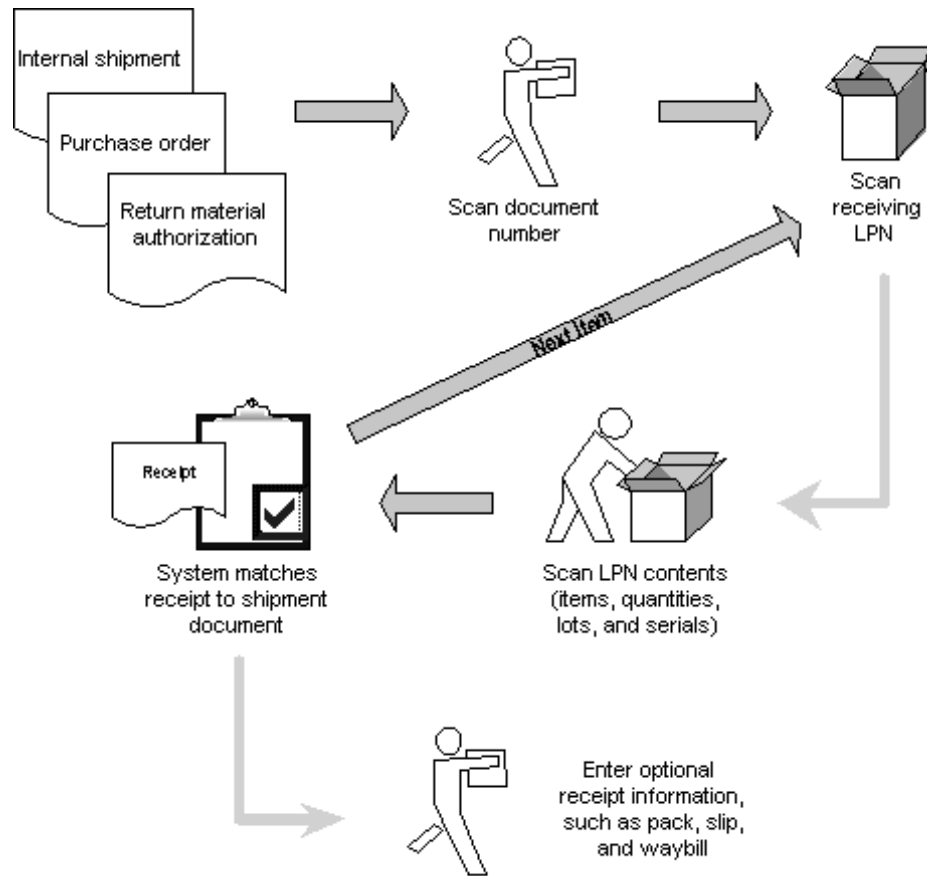 Internal shipment
Purchase order
Return material
authorization
Scan document
number
Scan
receiving
LPN
Next Item
Receipt
System matches
receipt to shipment
document
Scan LPN contents
(items, quantities,
lots, and serials)
Enter optional
receipt information,
such as pack, slip,
and waybill